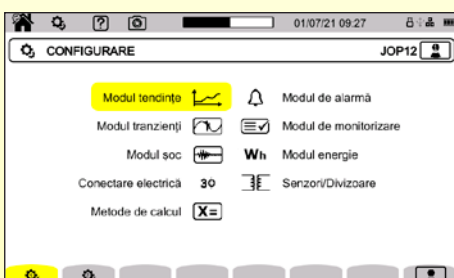 01/07/21 09:27
CONFIGURARE JOP12
Modul tendințe Modul de alarmă
Modul tranzienți Modul de monitorizare
Modul șoc Wh Modul energie
Conectare electrică 3Φ Senzori/Divizoare
Metode de calcul X=